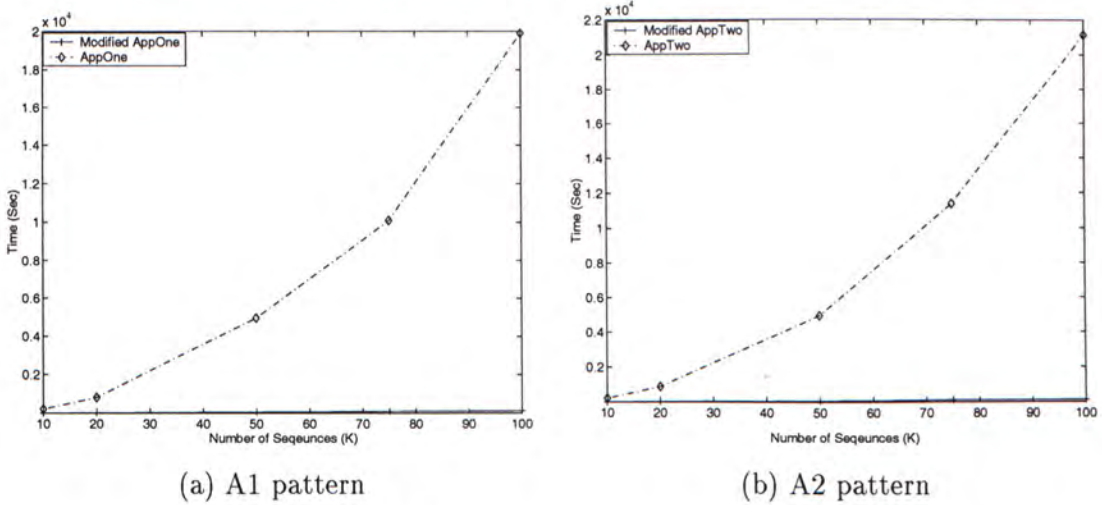 x 10⁴
2
1.8
1.6
1.4
1.2
1
0.8
0.6
0.4
0.2
10 20 30 40 50 60 70 80 90 100
Time (Sec)
Number of Seqeunces (K)
Modified AppOne
AppOne
(a) A1 pattern
x 10⁴
2.2
2
1.8
1.6
1.4
1.2
1
0.8
0.6
0.4
0.2
10 20 30 40 50 60 70 80 90 100
Time (Sec)
Number of Seqeunces (K)
Modified AppTwo
AppTwo
(b) A2 pattern